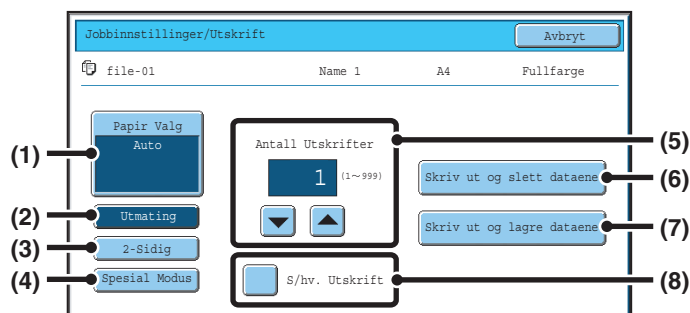 Jobbinnstillinger/Utskrift
Avbryt
file-01 Name 1 A4 Fullfarge
Papir Valg
Auto
(1)
Utmating
(2)
2-Sidig
(3)
Spesial Modus
(4)
Antall Utskrifter
1 (1~999)
(5)
Skriv ut og slett dataene
(6)
Skriv ut og lagre dataene
(7)
S/hv. Utskrift
(8)